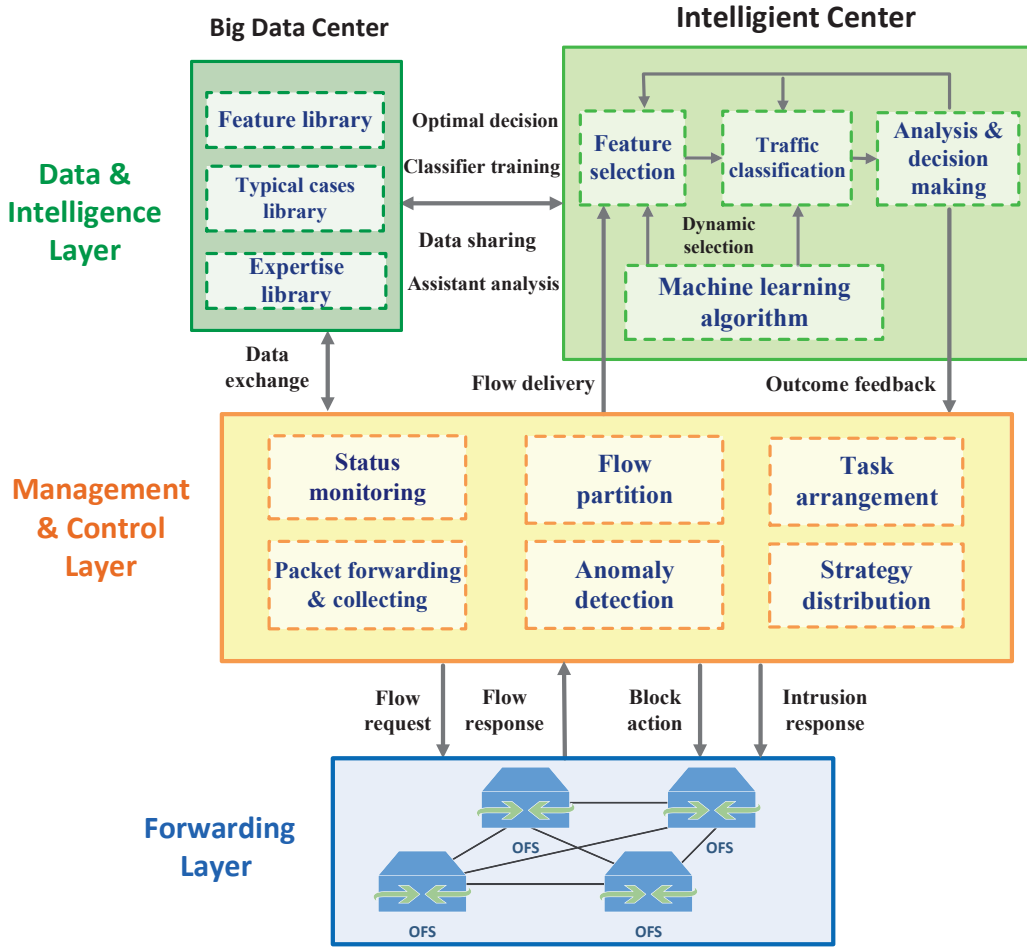 Big Data Center
Intelligient Center
Data &
Intelligence
Layer
Feature library
Typical cases
library
Expertise
library
Optimal decision
Classifier training
Data sharing
Assistant analysis
Feature
selection
Traffic
classification
Analysis &
decision
making
Dynamic
selection
Machine learning
algorithm
Data
exchange
Flow delivery
Outcome feedback
Management
& Control
Layer
Status
monitoring
Flow
partition
Task
arrangement
Packet forwarding
& collecting
Anomaly
detection
Strategy
distribution
Flow
request
Flow
response
Block
action
Intrusion
response
Forwarding
Layer
OFS
OFS
OFS
OFS